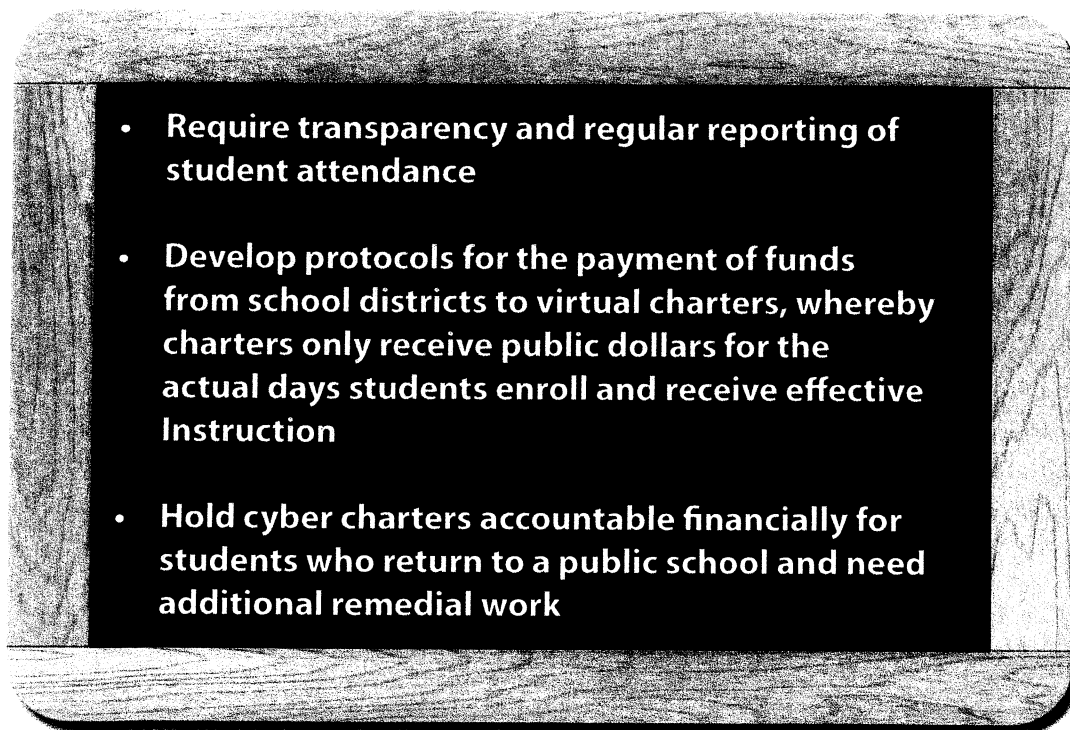 • Require transparency and regular reporting of
student attendance
• Develop protocols for the payment of funds
from school districts to virtual charters, whereby
charters only receive public dollars for the
actual days students enroll and receive effective
Instruction
• Hold cyber charters accountable financially for
students who return to a public school and need
additional remedial work